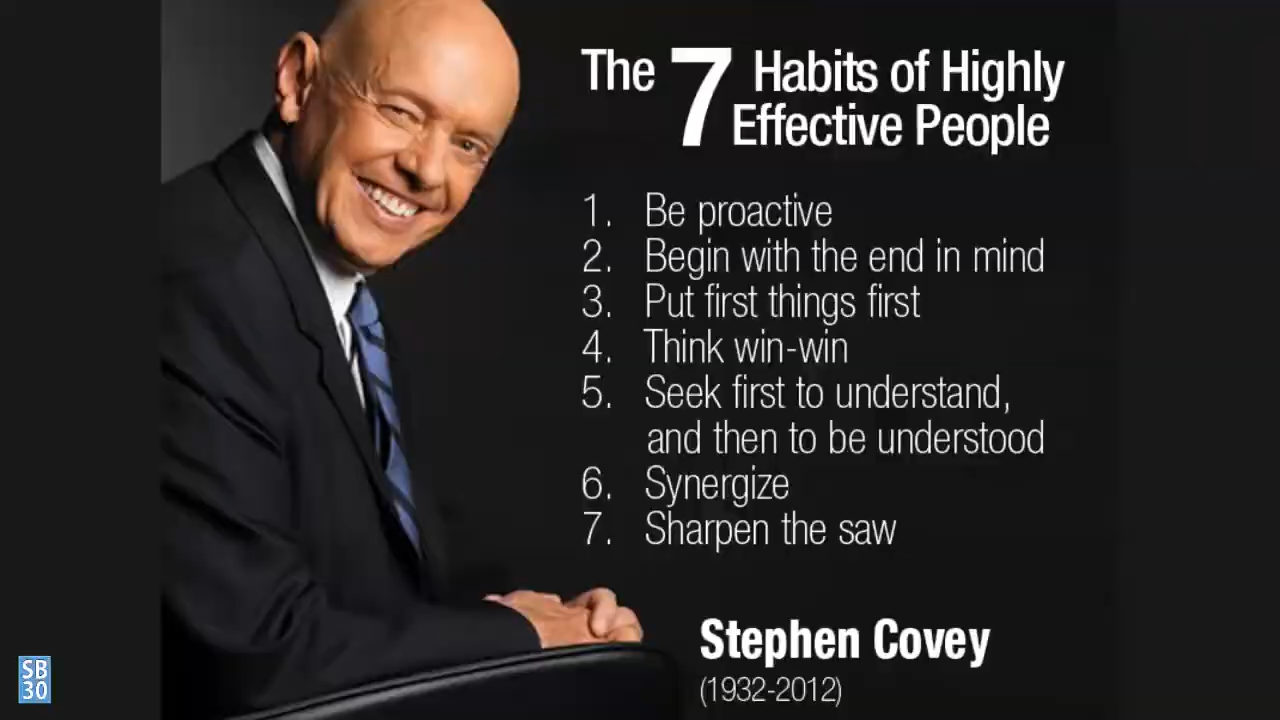 The 7 Habits of Highly
Effective People
1. Be proactive
2. Begin with the end in mind
3. Put first things first
4. Think win-win
5. Seek first to understand,
and then to be understood
6. Synergize
7. Sharpen the saw
Stephen Covey
(1932-2012)
SB
30